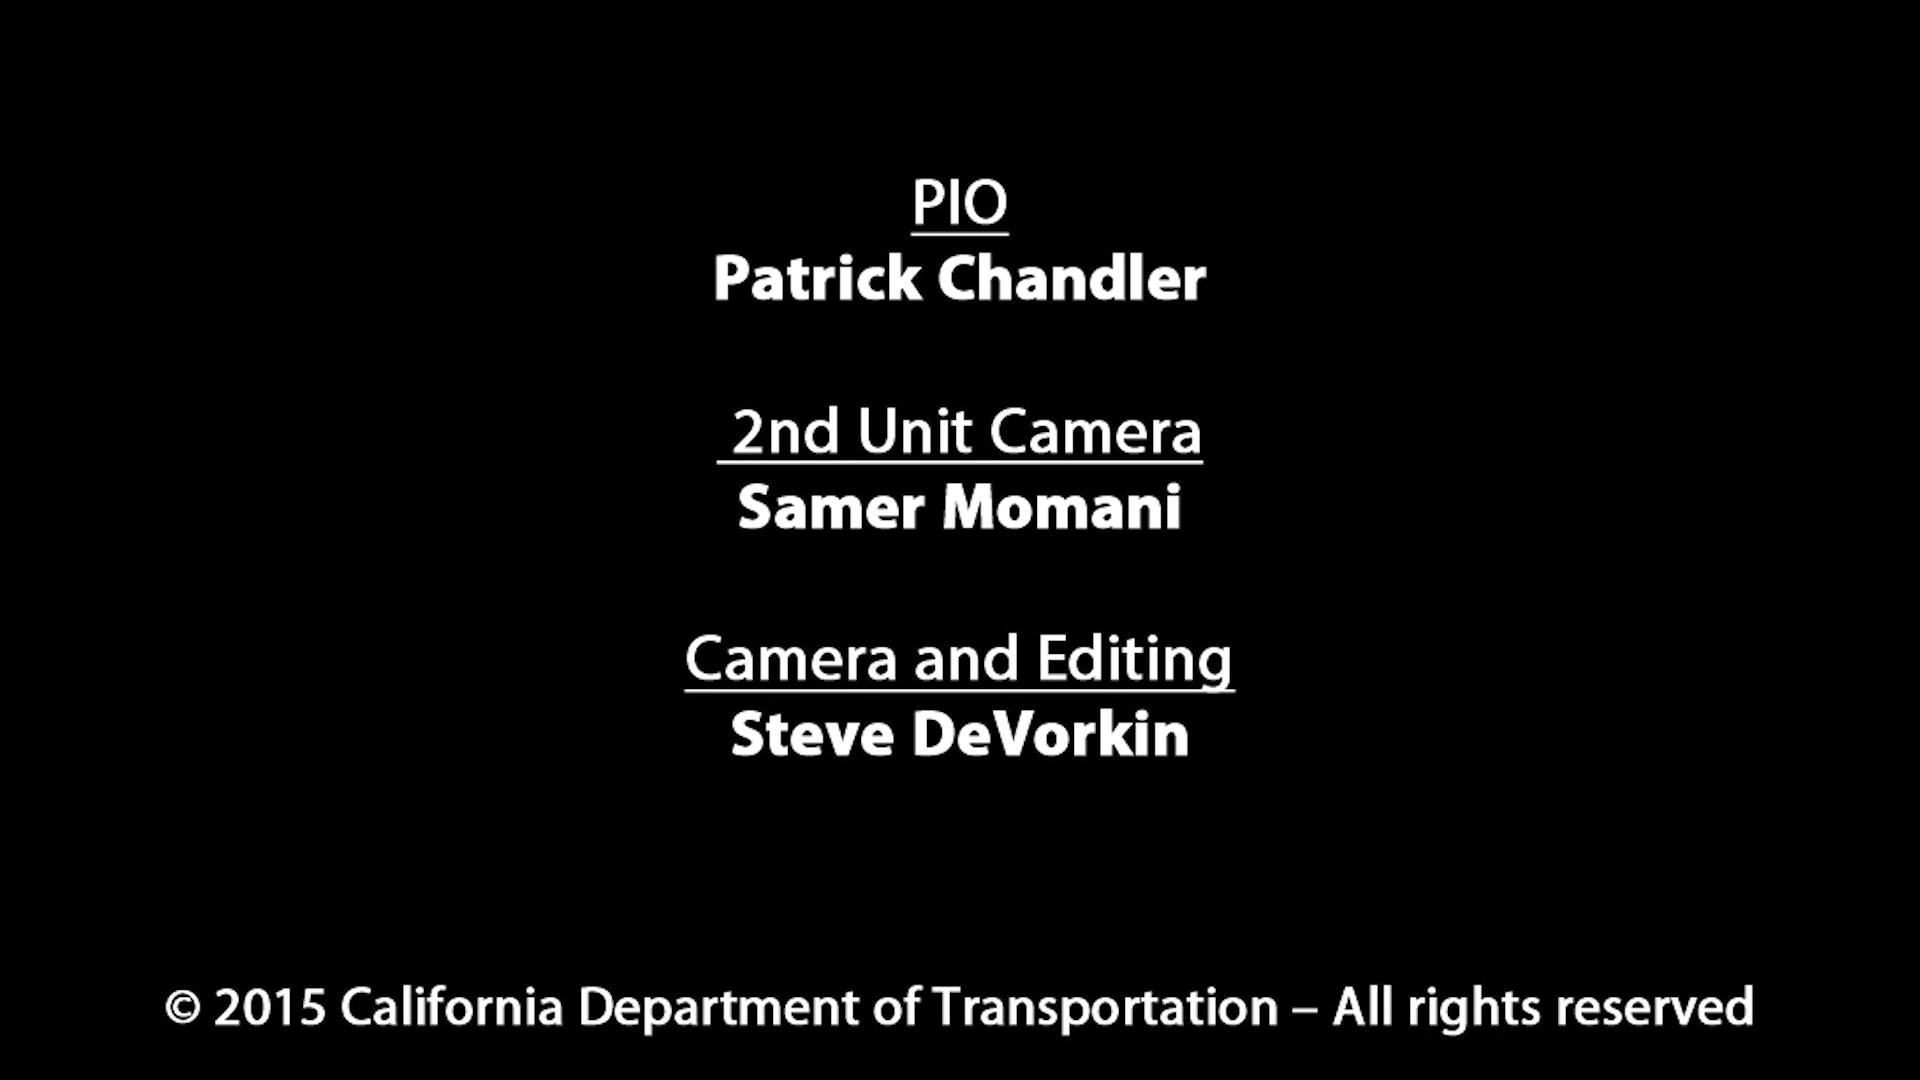 PIO
Patrick Chandler
2nd Unit Camera
Samer Momani
Camera and Editing
Steve DeVorkin
© 2015 California Department of Transportation – All rights reserved